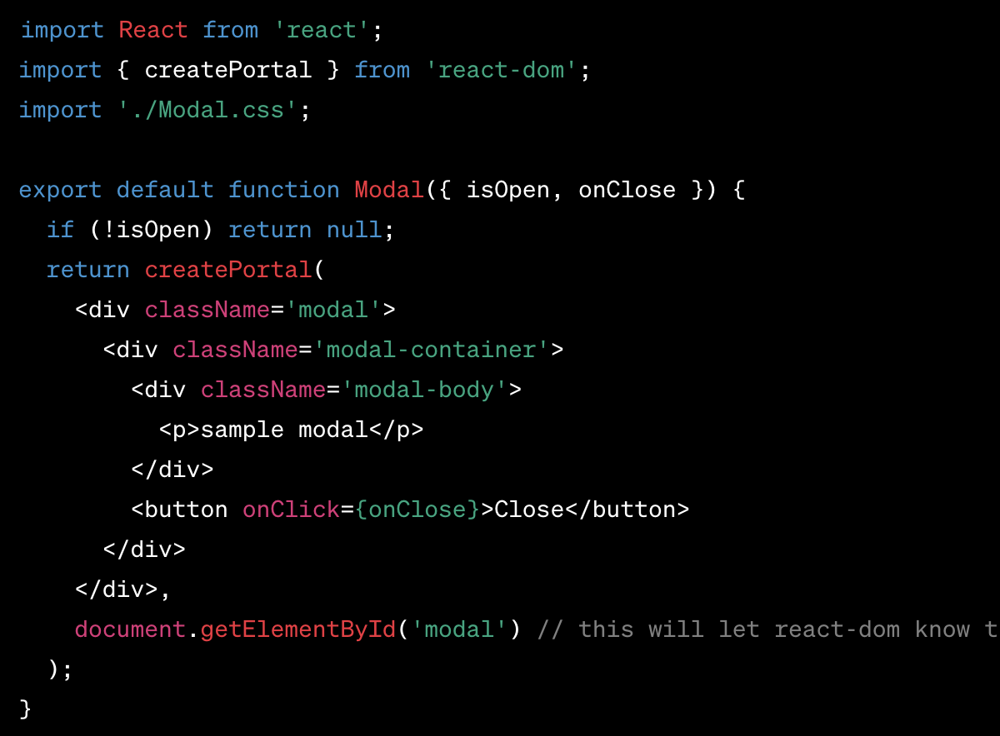 import React from 'react';
import { createPortal } from 'react-dom';
import './Modal.css';

export default function Modal({ isOpen, onClose }) {
  if (!isOpen) return null;
  return createPortal(
    <div className='modal'>
      <div className='modal-container'>
        <div className='modal-body'>
          <p>sample modal</p>
        </div>
        <button onClick={onClose}>Close</button>
      </div>
    </div>,
    document.getElementById('modal') // this will let react-dom know
  );
}